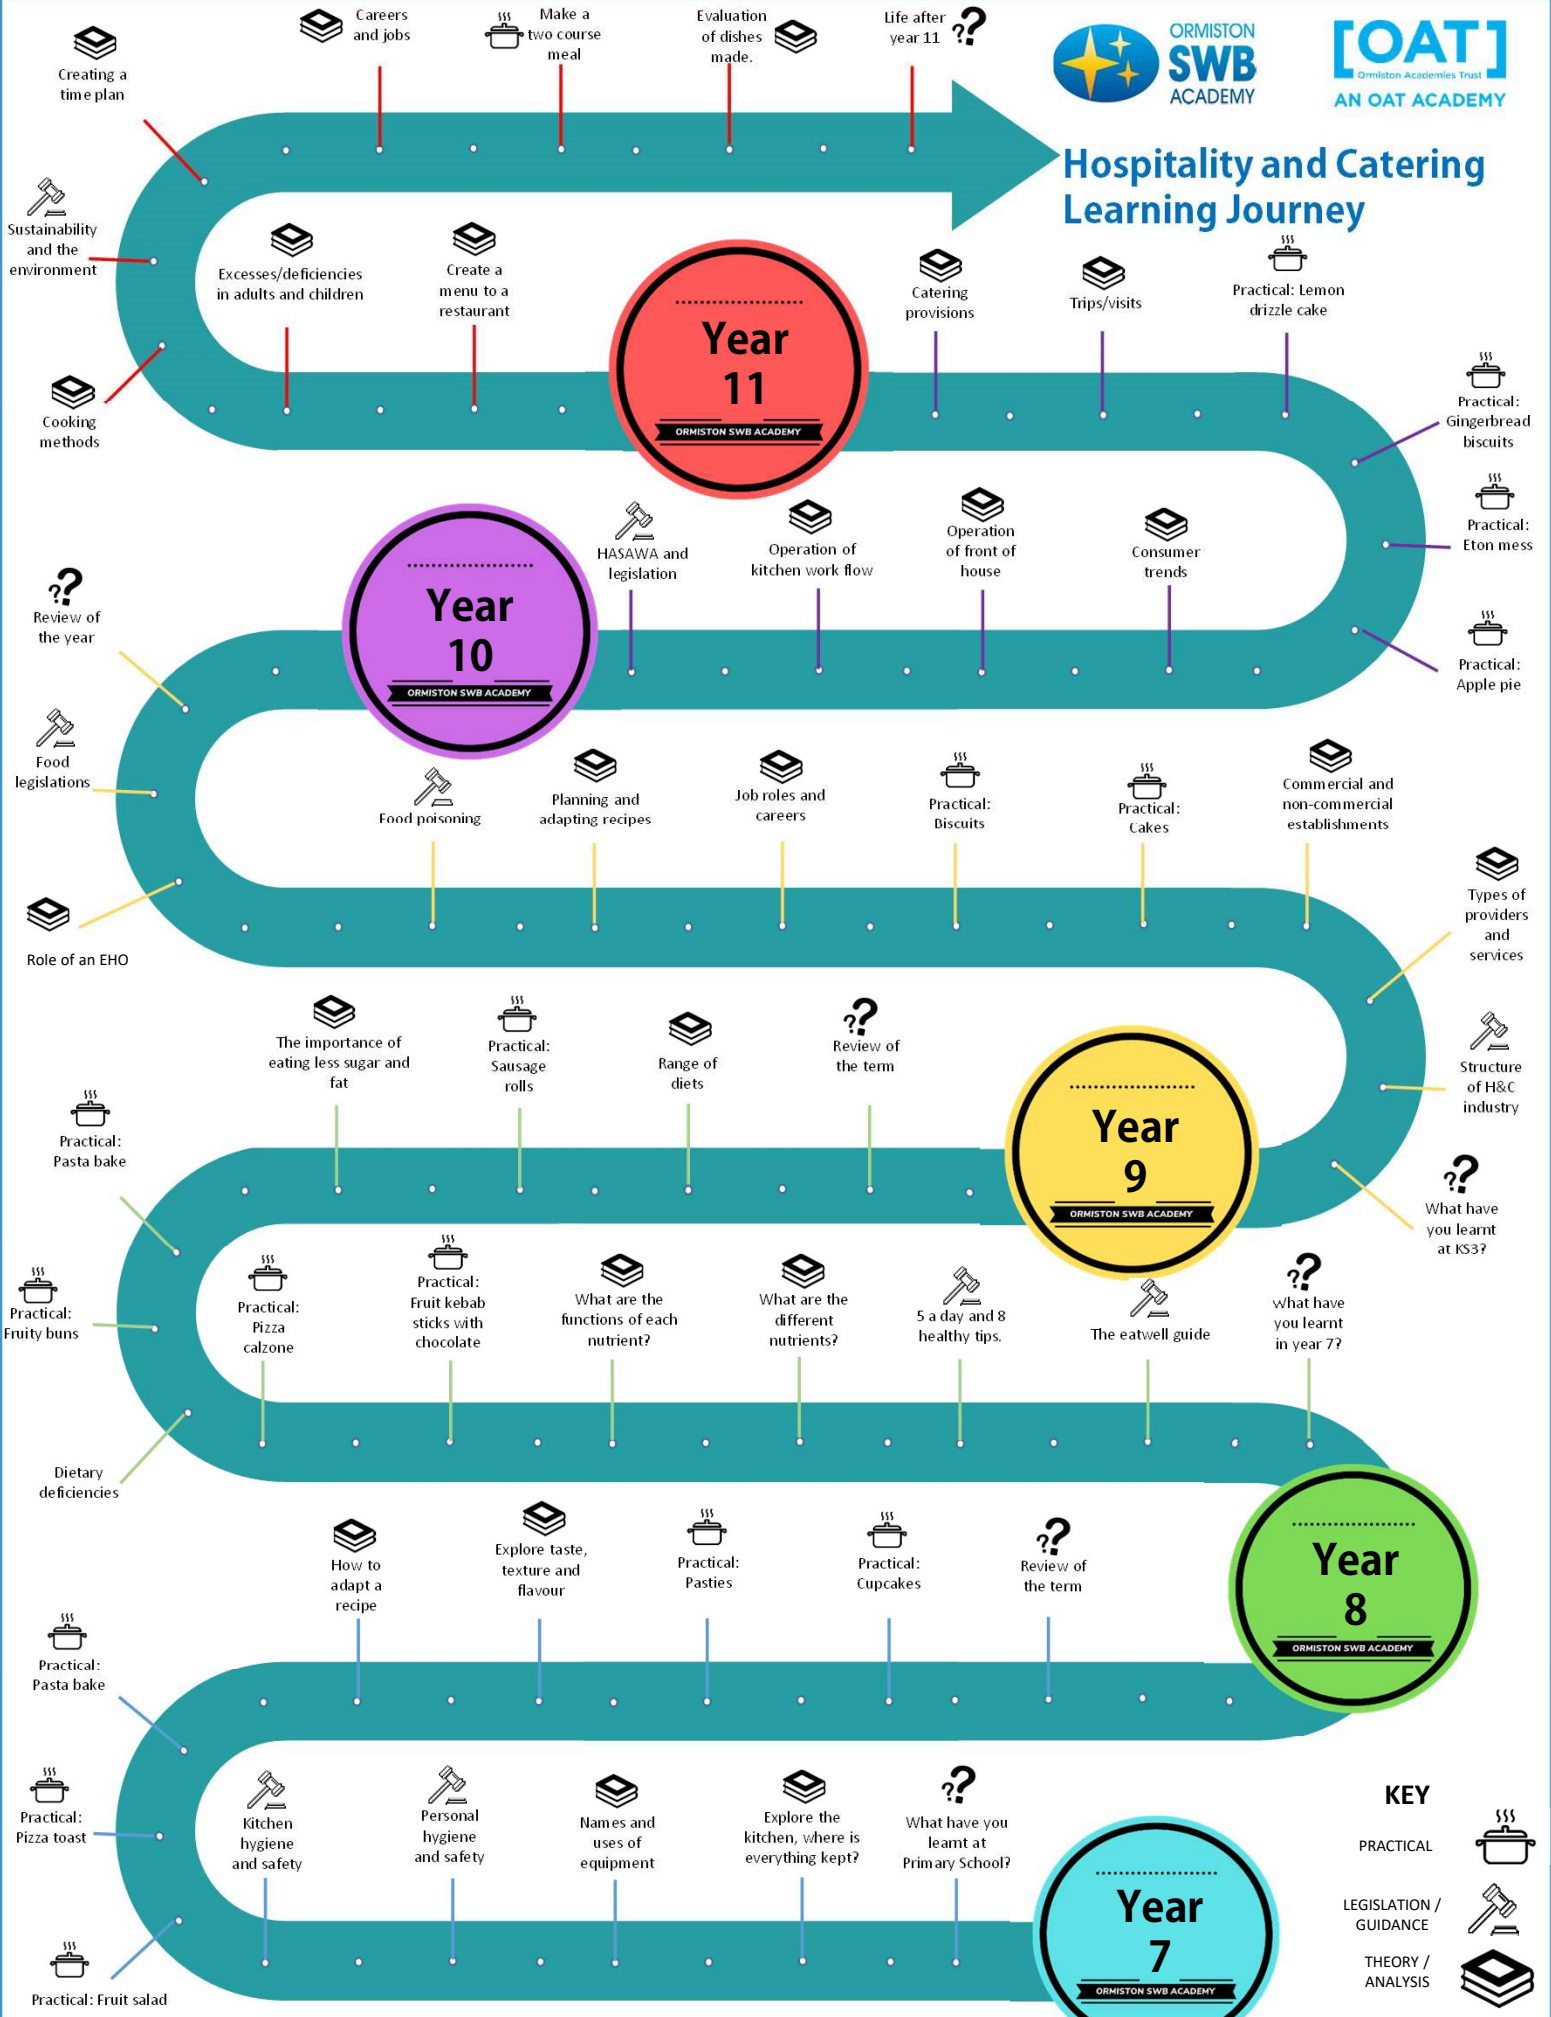 Creating a
time plan
Careers
and jobs
Make a
two course
meal
Evaluation
of dishes
made.
Life after
year 11
ORMISTON
SWB
ACADEMY
[OAT]
Ormiston Academies Trust
AN OAT ACADEMY
Hospitality and Catering
Learning Journey
Sustainability
and the
environment
Excesses/deficiencies
in adults and children
Create a
menu to a
restaurant
Year
11
ORMISTON SWB ACADEMY
Catering
provisions
Trips/visits
Practical: Lemon
drizzle cake
Cooking
methods
Practical:
Gingerbread
biscuits
Practical:
Eton mess
Practical:
Apple pie
Year
10
ORMISTON SWB ACADEMY
HASAWA and
legislation
Operation of
kitchen work flow
Operation
of front of
house
Consumer
trends
Review of
the year
Food
legislations
Role of an EHO
Food poisoning
Planning and
adapting recipes
Job roles and
careers
Practical:
Biscuits
Practical:
Cakes
Commercial and
non-commercial
establishments
Types of
providers
and
services
Structure
of H&C
industry
What have
you learnt
at KS3?
The importance of
eating less sugar and
fat
Practical:
Sausage
rolls
Range of
diets
Review of
the term
Year
9
ORMISTON SWB ACADEMY
Practical:
Pasta bake
Practical:
Fruity buns
Dietary
deficiencies
Practical:
Pizza
calzone
Practical:
Fruit kebab
sticks with
chocolate
What are the
functions of each
nutrient?
What are the
different
nutrients?
5 a day and 8
healthy tips.
The eatwell guide
What have
you learnt
in year 7?
Year
8
ORMISTON SWB ACADEMY
How to
adapt a
recipe
Explore taste,
texture and
flavour
Practical:
Pasties
Practical:
Cupcakes
Review of
the term
Practical:
Pasta bake
Practical:
Pizza toast
Practical: Fruit salad
Kitchen
hygiene
and safety
Personal
hygiene
and safety
Names and
uses of
equipment
Explore the
kitchen, where is
everything kept?
What have you
learnt at
Primary School?
Year
7
ORMISTON SWB ACADEMY
KEY
PRACTICAL
LEGISLATION /
GUIDANCE
THEORY /
ANALYSIS